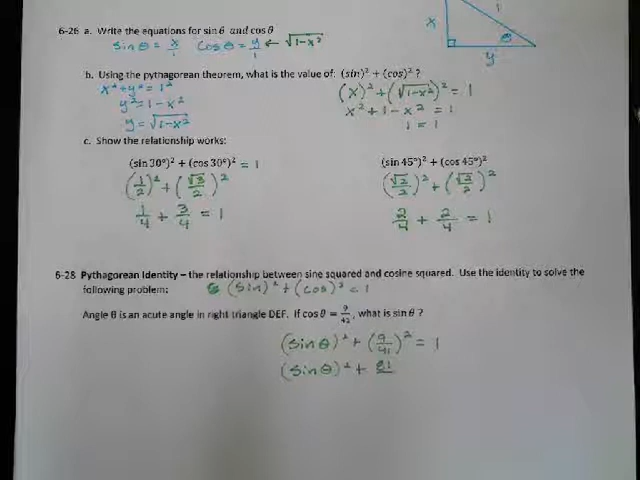 6-26 a. Write the equations for sin θ and cos θ
sin θ = x/1 cos θ = y/1 ← √1-x²
1
x
θ
y
b. Using the pythagorean theorem, what is the value of: (sin)² + (cos)² ?
x² + y² = 1² (x)² + (√1-x²)² = 1
y² = 1 - x² x² + 1 - x² = 1
y = √1-x² 1 = 1
c. Show the relationship works:
(sin 30°)² + (cos 30°)² = 1 (sin 45°)² + (cos 45°)²
(1/2)² + (√3/2)² (√2/2)² + (√2/2)²
1/4 + 3/4 = 1 2/4 + 2/4 = 1
6-28 Pythagorean Identity – the relationship between sine squared and cosine squared. Use the identity to solve the
following problem: (sin)² + (cos)² = 1
Angle θ is an acute angle in right triangle DEF. If cos θ = 9/41, what is sin θ ?
(sin θ)² + (9/41)² = 1
(sin θ)² + 81